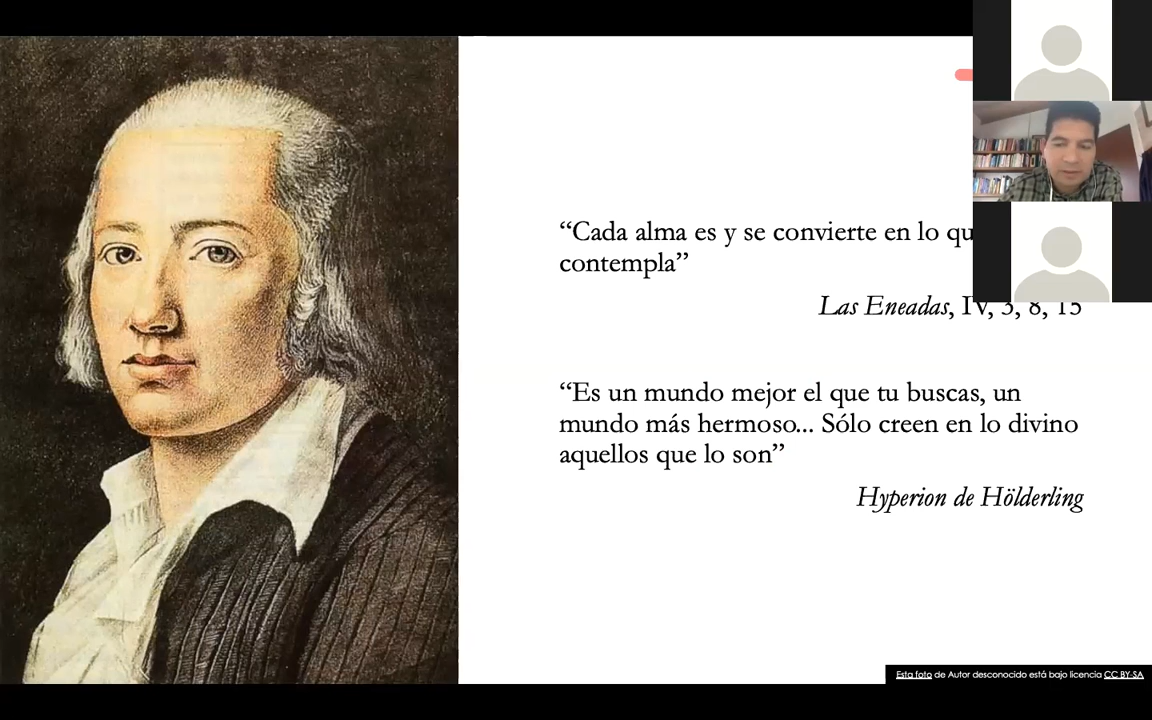 “Cada alma es y se convierte en lo
contempla”
Las Eneadas, IV, 3, 8, 15
“Es un mundo mejor el que tu buscas, un
mundo más hermoso... Sólo creen en lo divino
aquellos que lo son”
Hyperion de Hölderling
Esta foto de Autor desconocido está bajo licencia CC BY-SA